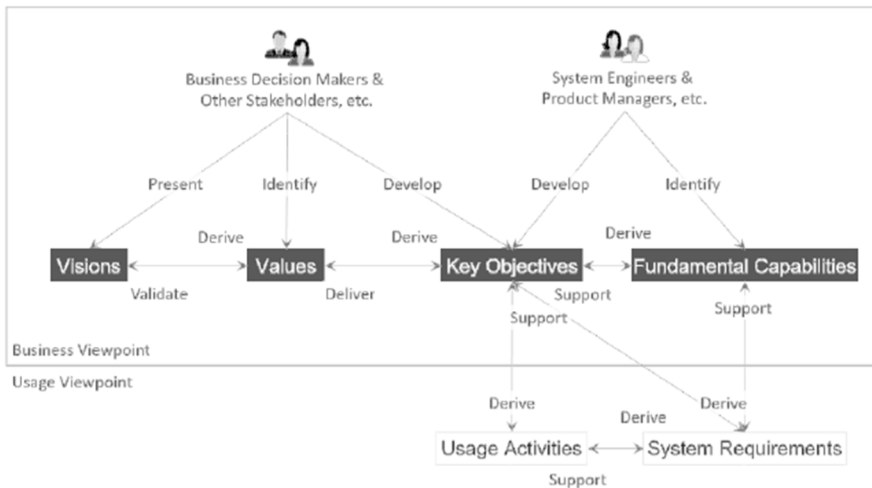 Business Decision Makers &
Other Stakeholders, etc.
System Engineers &
Product Managers, etc.
Present
Identify
Develop
Develop
Identify
Derive
Derive
Derive
Visions
Values
Key Objectives
Fundamental Capabilities
Validate
Deliver
Support
Support
Support
Business Viewpoint
Usage Viewpoint
Derive
Derive
Derive
Usage Activities
System Requirements
Support